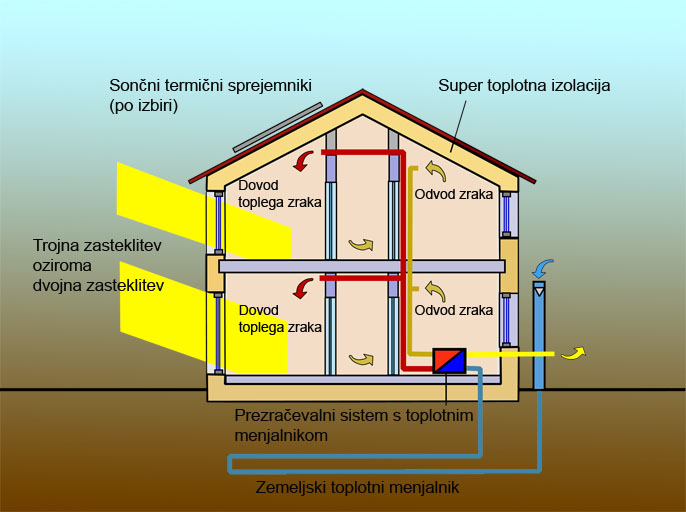 Sončni termični sprejemniki
(po izbiri)
Super toplotna izolacija
Dovod
toplega zraka
Odvod zraka
Trojna zasteklitev
oziroma
dvojna zasteklitev
Dovod
toplega zraka
Odvod zraka
Prezračevalni sistem s toplotnim
menjalnikom
Zemeljski toplotni menjalnik